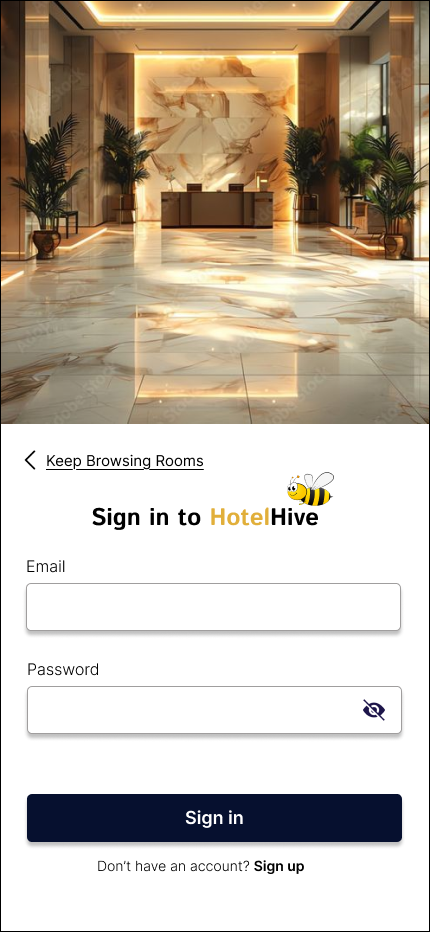 Keep Browsing Rooms
Sign in to HotelHive
Email
Password
Sign in
Don't have an account? Sign up